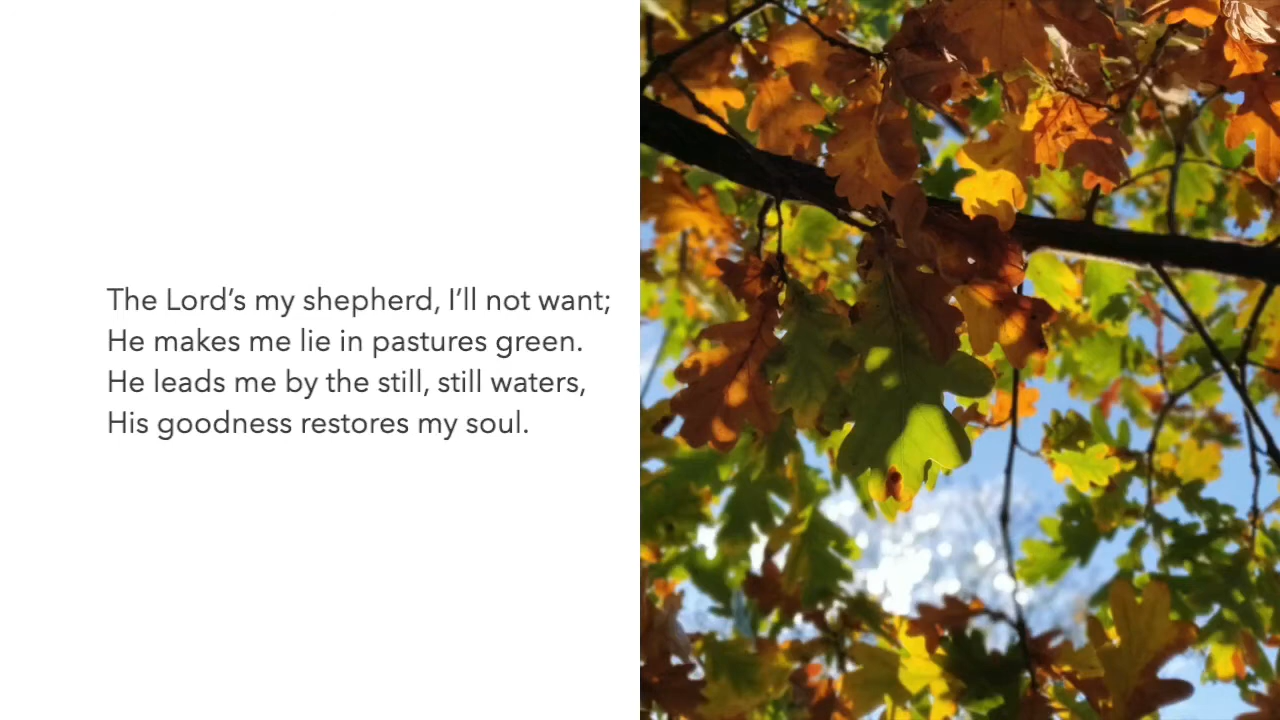 The Lord’s my shepherd, I’ll not want;
He makes me lie in pastures green.
He leads me by the still, still waters,
His goodness restores my soul.